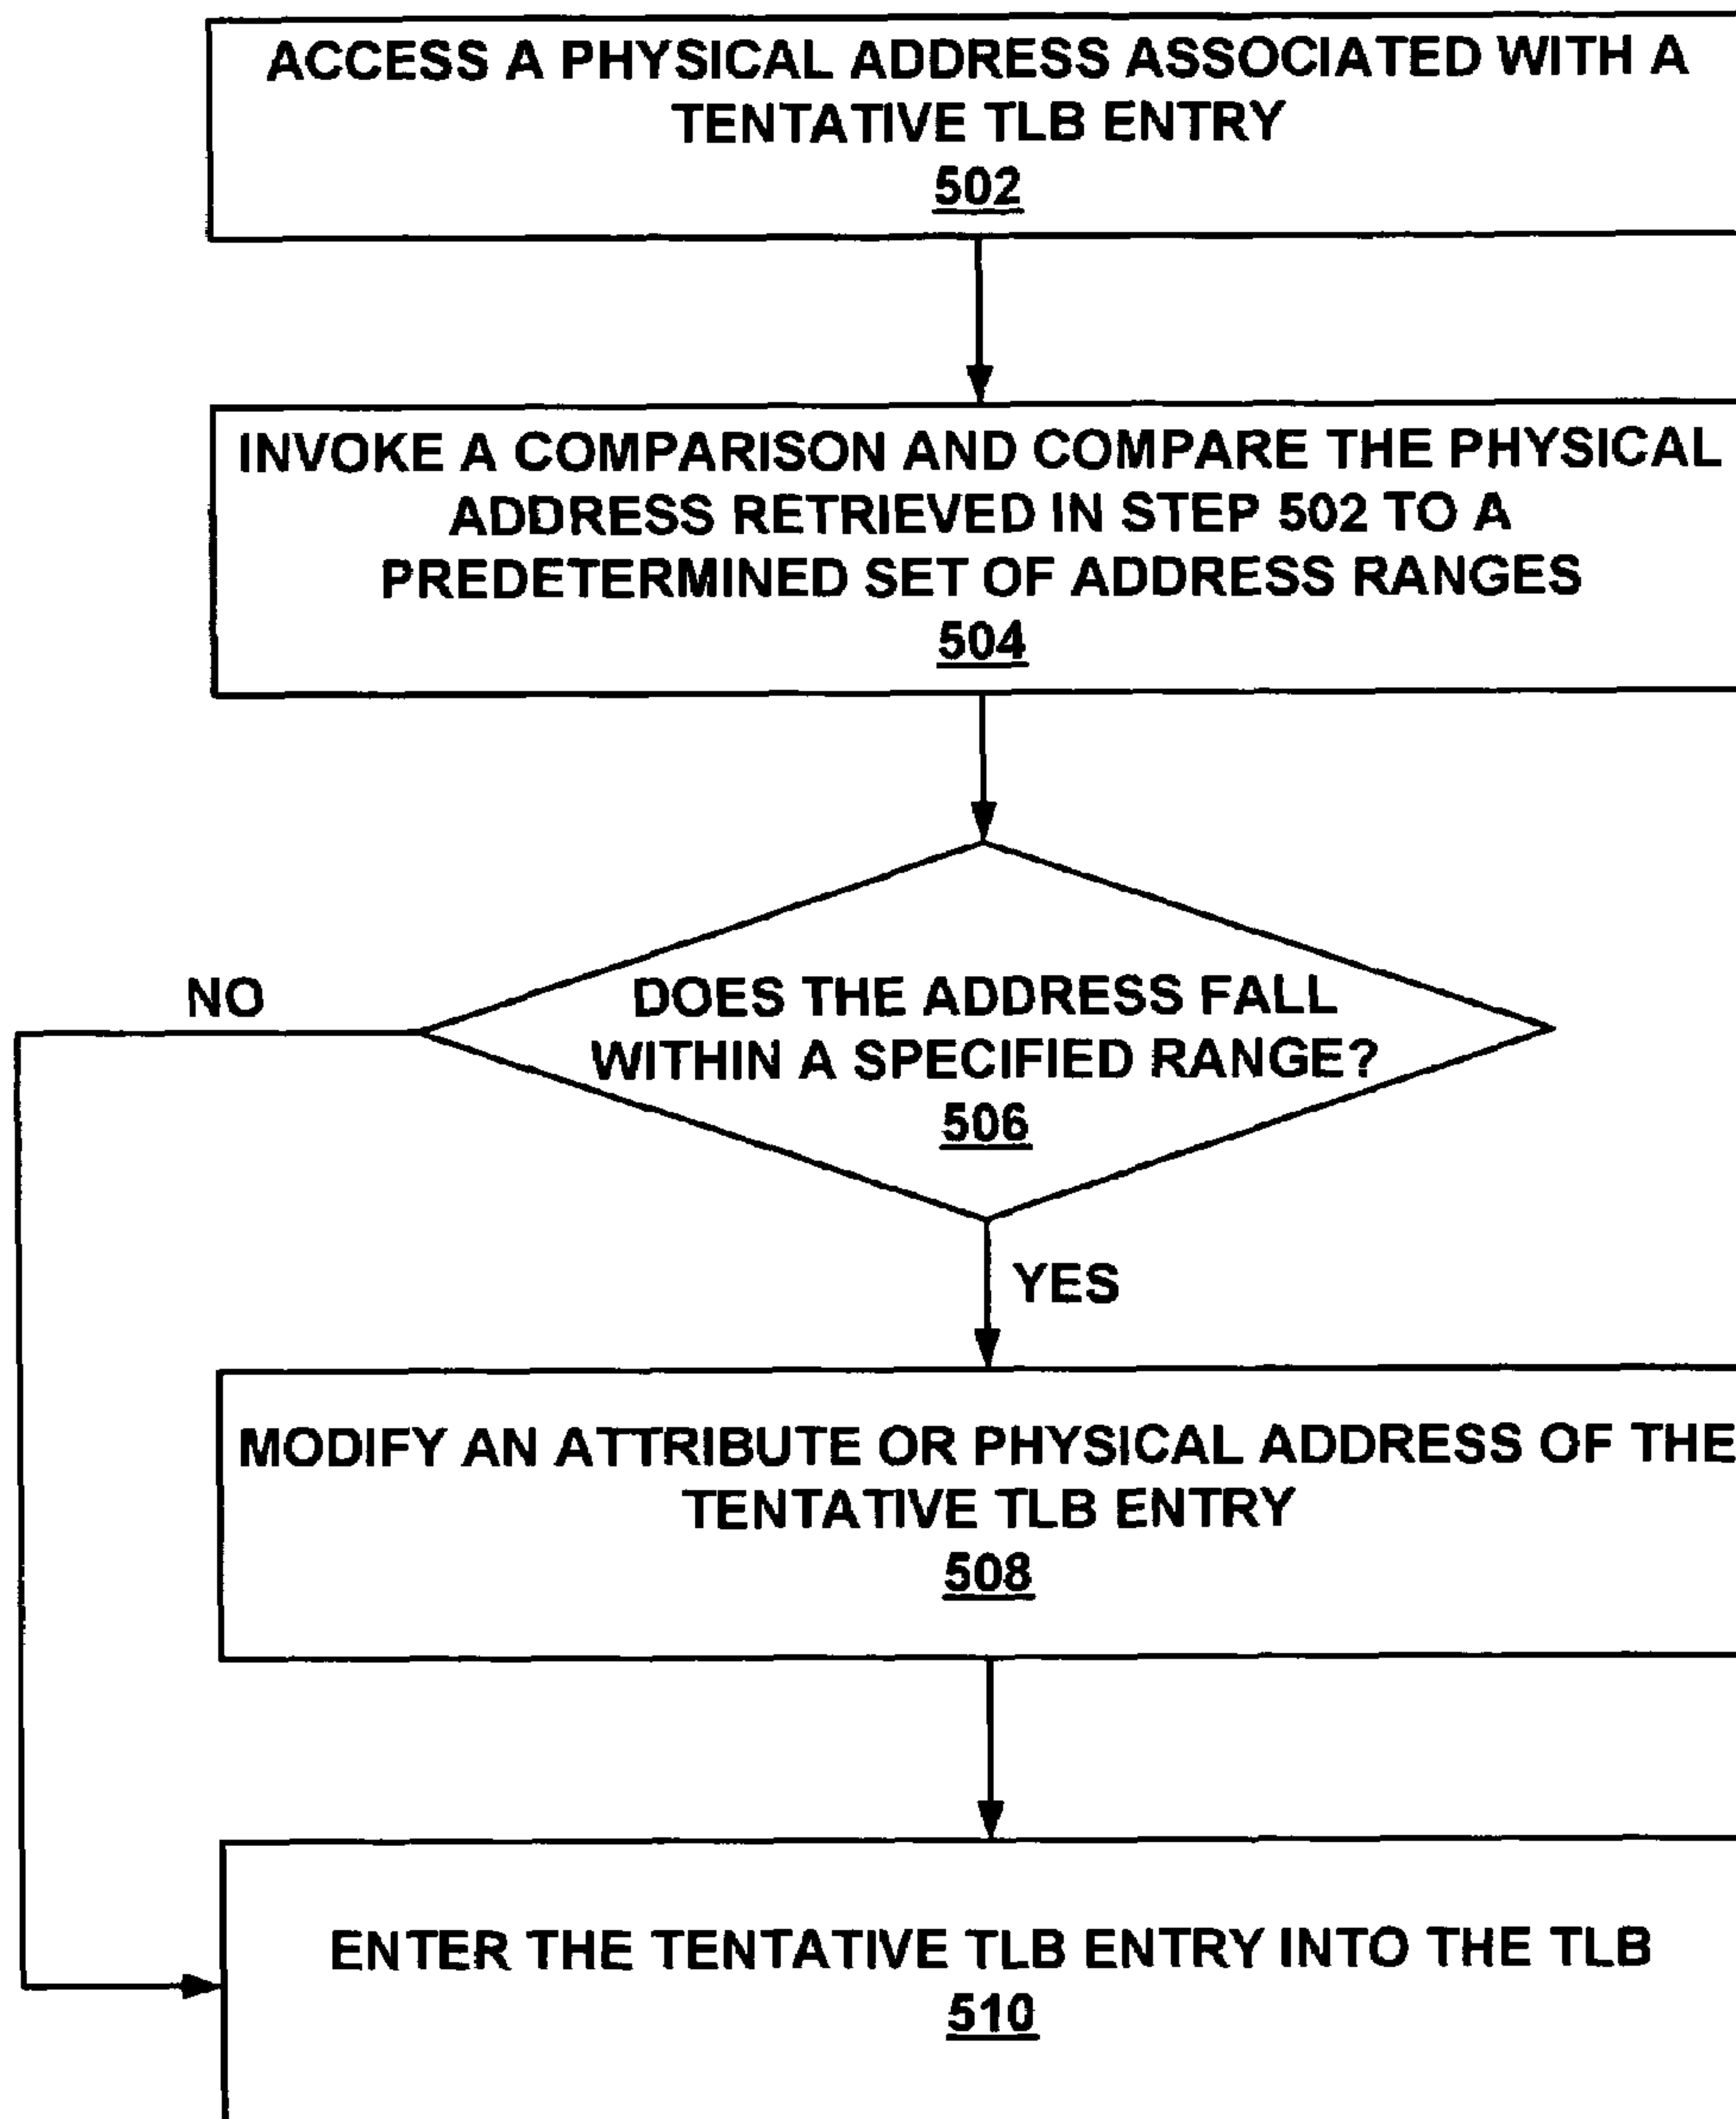 ACCESS A PHYSICAL ADDRESS ASSOCIATED WITH A
TENTATIVE TLB ENTRY
502
INVOKE A COMPARISON AND COMPARE THE PHYSICAL
ADDRESS RETRIEVED IN STEP 502 TO A
PREDETERMINED SET OF ADDRESS RANGES
504
NO
DOES THE ADDRESS FALL
WITHIN A SPECIFIED RANGE?
506
YES
MODIFY AN ATTRIBUTE OR PHYSICAL ADDRESS OF THE
TENTATIVE TLB ENTRY
508
ENTER THE TENTATIVE TLB ENTRY INTO THE TLB
510